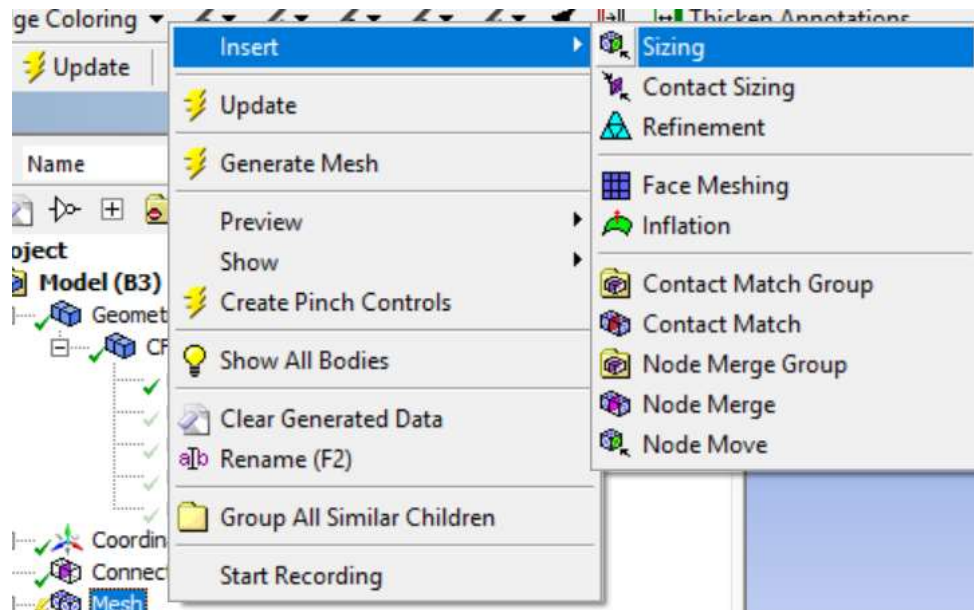 ge Coloring
Thicken Annotations
Update
Name
oject
Model (B3)
Geomet
CF
Coordin
Connect
Mesh
Insert
Update
Generate Mesh
Preview
Show
Create Pinch Controls
Show All Bodies
Clear Generated Data
Rename (F2)
Group All Similar Children
Start Recording
Sizing
Contact Sizing
Refinement
Face Meshing
Inflation
Contact Match Group
Contact Match
Node Merge Group
Node Merge
Node Move